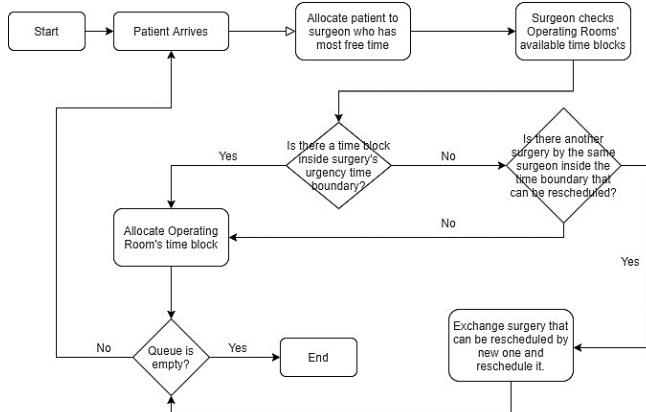 Start
Patient Arrives
Allocate patient to
surgeon who has
most free time
Surgeon checks
Operating Rooms'
available time blocks
Is there a time block
inside surgery's
urgency time
boundary?
Yes
No
Is there another
surgery by the same
surgeon inside the
time boundary that
can be rescheduled?
No
Yes
Allocate Operating
Room's time block
Exchange surgery that
can be rescheduled by
new one and
reschedule it.
Queue is
empty?
No
Yes
End